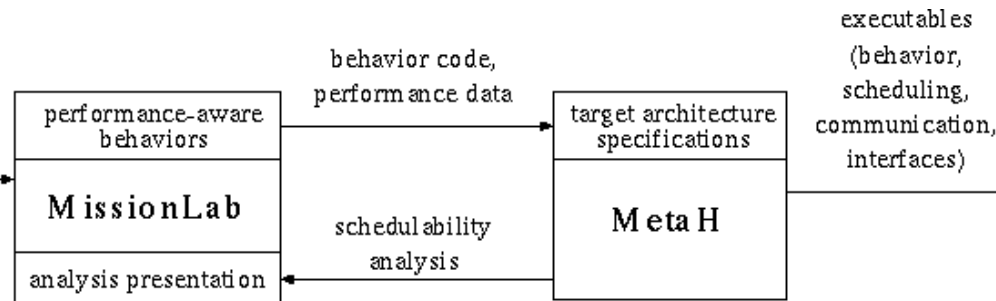 performance-aware
behaviors
MissionLab
analysis presentation
behavior code,
performance data
schedulability
analysis
target architecture
specifications
MetaH
executables
(behavior,
scheduling,
communication,
interfaces)